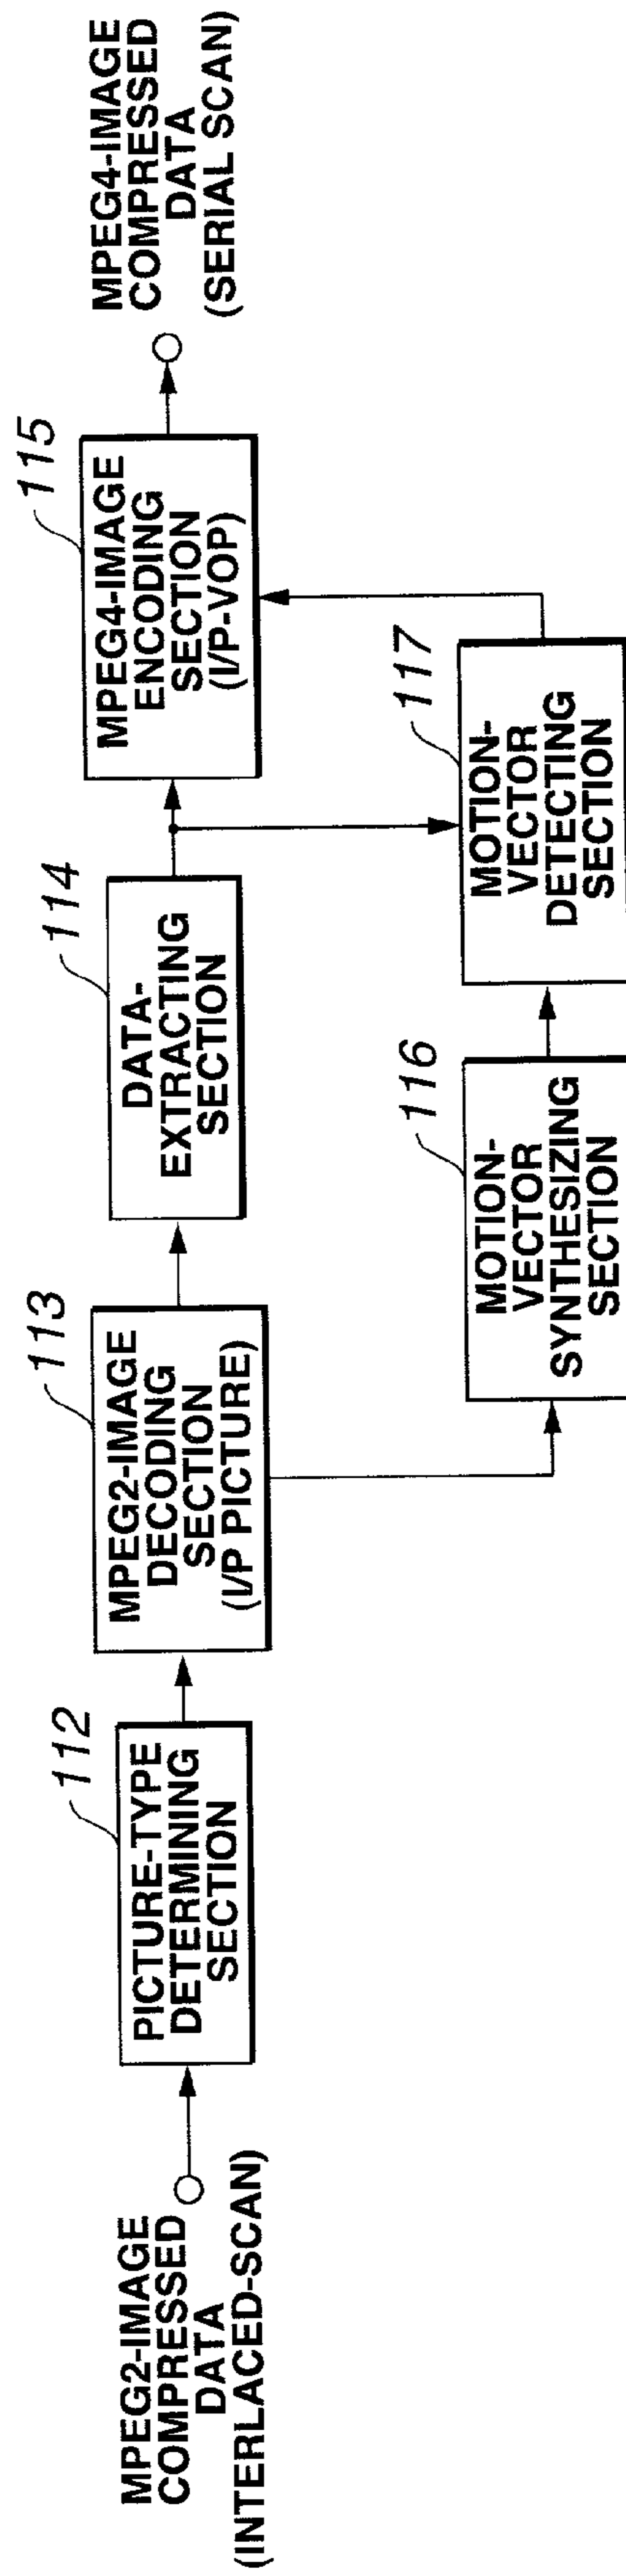 MPEG2-IMAGE
COMPRESSED
DATA
(INTERLACED-SCAN)
112
PICTURE-TYPE
DETERMINING
SECTION
113
MPEG2-IMAGE
DECODING
SECTION
(I/P PICTURE)
114
DATA-
EXTRACTING
SECTION
115
MPEG4-IMAGE
ENCODING
SECTION
(I/P-VOP)
MPEG4-IMAGE
COMPRESSED
DATA
(SERIAL SCAN)
116
MOTION-
VECTOR
SYNTHESIZING
SECTION
117
MOTION-
VECTOR
DETECTING
SECTION